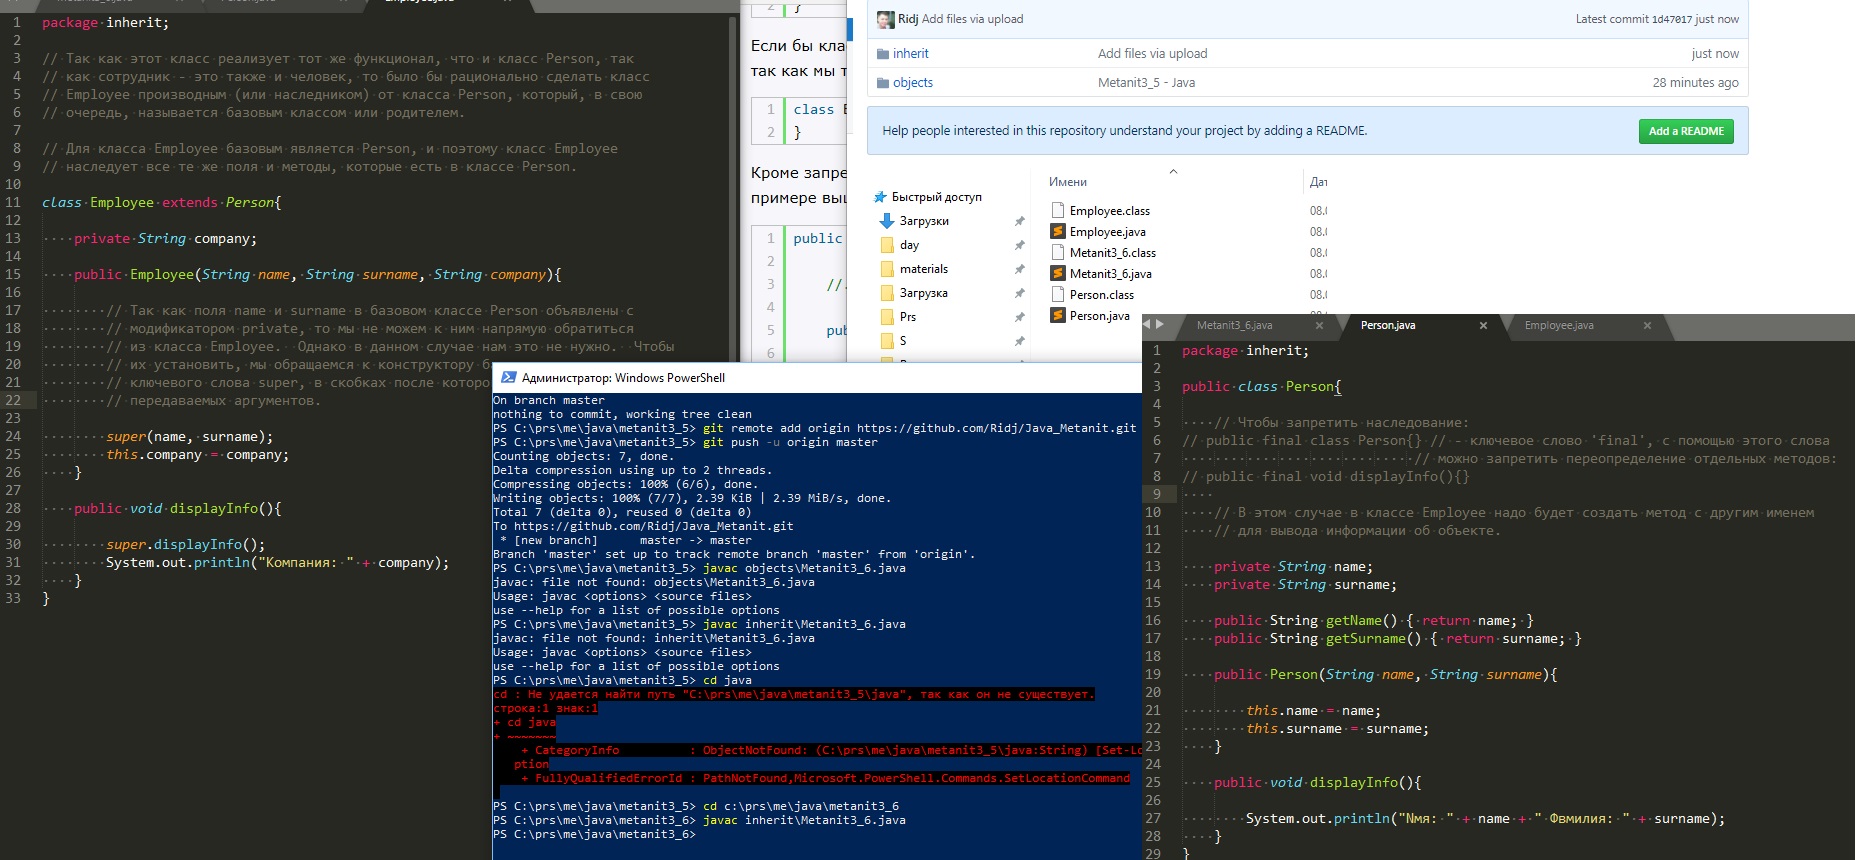 Employee.java
1 package inherit;
2
3 // Так как этот класс реализует тот же функционал, что и класс Person, так
4 // как сотрудник - это также и человек, то было бы рационально сделать класс
5 // Employee производным (или наследником) от класса Person, который, в свою
6 // очередь, называется базовым классом или родителем.
7
8 // Для класса Employee базовым является Person, и поэтому класс Employee
9 // наследует все те же поля и методы, которые есть в классе Person.
10
11 class Employee extends Person{
12
13 private String company;
14
15 public Employee(String name, String surname, String company){
16
17 // Так как поля name и surname в базовом классе Person объявлены с
18 // модификатором private, то мы не можем к ним напрямую обратиться
19 // из класса Employee. Однако в данном случае нам это не нужно. Чтобы
20 // их установить, мы обращаемся к конструктору
21 // ключевого слова super, в скобках после
22 // передаваемых аргументов.
23
24 super(name, surname);
25 this.company = company;
26 }
27
28 public void displayInfo(){
29
30 super.displayInfo();
31 System.out.println("Компания: " + company);
32 }
33 }
2 }
Если бы
так как мы
1 class
2 }
Кроме
примере
1 public
2
3 //
4
5
6
Ridj Add files via upload
Latest commit 1d47017 just now
inherit Add files via upload just now
objects Metanit3_5 - Java 28 minutes ago
Help people interested in this repository understand your project by adding a README.
Add a README
Быстрый доступ
Загрузки
day
materials
Загрузка
Prs
S
Имени
Employee.class 08.
Employee.java 08.
Metanit3_6.class 08.
Metanit3_6.java 08.
Person.class 08.
Person.java
Администратор: Windows PowerShell
On branch master
nothing to commit, working tree clean
PS C:\prs\me\java\metanit3_5> git remote add origin https://github.com/Ridj/Java_Metanit.git
PS C:\prs\me\java\metanit3_5> git push -u origin master
Counting objects: 7, done.
Delta compression using up to 2 threads.
Compressing objects: 100% (6/6), done.
Writing objects: 100% (7/7), 2.39 KiB | 2.39 MiB/s, done.
Total 7 (delta 0), reused 0 (delta 0)
To https://github.com/Ridj/Java_Metanit.git
* [new branch] master -> master
Branch 'master' set up to track remote branch 'master' from 'origin'.
PS C:\prs\me\java\metanit3_5> javac objects\Metanit3_6.java
javac: file not found: objects\Metanit3_6.java
Usage: javac <options> <source files>
use --help for a list of possible options
PS C:\prs\me\java\metanit3_5> javac inherit\Metanit3_6.java
javac: file not found: inherit\Metanit3_6.java
Usage: javac <options> <source files>
use --help for a list of possible options
PS C:\prs\me\java\metanit3_5> cd java
cd : Не удается найти путь "C:\prs\me\java\metanit3_5\java", так как он не существует.
строка:1 знак:1
+ cd java
+ ~~~~~~~
+ CategoryInfo : ObjectNotFound: (C:\prs\me\java\metanit3_5\java:String) [Set-Lo
ption
+ FullyQualifiedErrorId : PathNotFound,Microsoft.PowerShell.Commands.SetLocationCommand
PS C:\prs\me\java\metanit3_5> cd c:\prs\me\java\metanit3_6
PS C:\prs\me\java\metanit3_6> javac inherit\Metanit3_6.java
PS C:\prs\me\java\metanit3_6>
Metanit3_6.java Person.java Employee.java
1 package inherit;
2
3 public class Person{
4
5 // Чтобы запретить наследование:
6 // public final class Person{} // - ключевое слово 'final', с помощью этого слова
7 // можно запретить переопределение отдельных методов:
8 // public final void displayInfo(){}
9
10 // В этом случае в классе Employee надо будет создать метод с другим именем
11 // для вывода информации об объекте.
12
13 private String name;
14 private String surname;
15
16 public String getName() { return name; }
17 public String getSurname() { return surname; }
18
19 public Person(String name, String surname){
20
21 this.name = name;
22 this.surname = surname;
23 }
24
25 public void displayInfo(){
26
27 System.out.println("Nмя: " + name + " Фвмилия: " + surname);
28 }
29 }